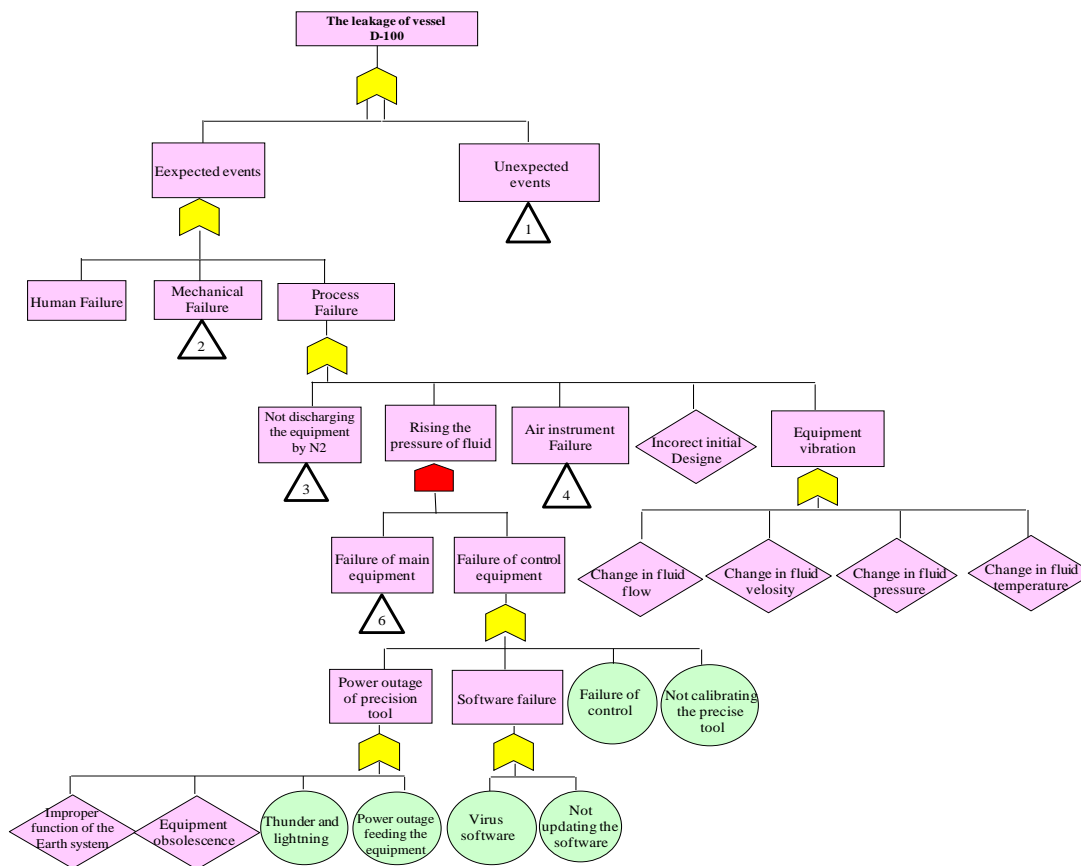 The leakage of vessel
D-100
Eexpected events
Unexpected
events
1
Human Failure
Mechanical
Failure
Process
Failure
2
Not discharging
the equipment
by N2
Rising the
pressure of fluid
Air instrument
Failure
Incorect initial
Designe
Equipment
vibration
3
4
Failure of main
equipment
Failure of control
equipment
Change in fluid
flow
Change in fluid
velosity
Change in fluid
pressure
Change in fluid
temperature
6
Power outage
of precision
tool
Software failure
Failure of
control
Not calibrating
the precise
tool
Improper
function of the
Earth system
Equipment
obsolescence
Thunder and
lightning
Power outage
feeding the
equipment
Virus
software
Not
updating the
software